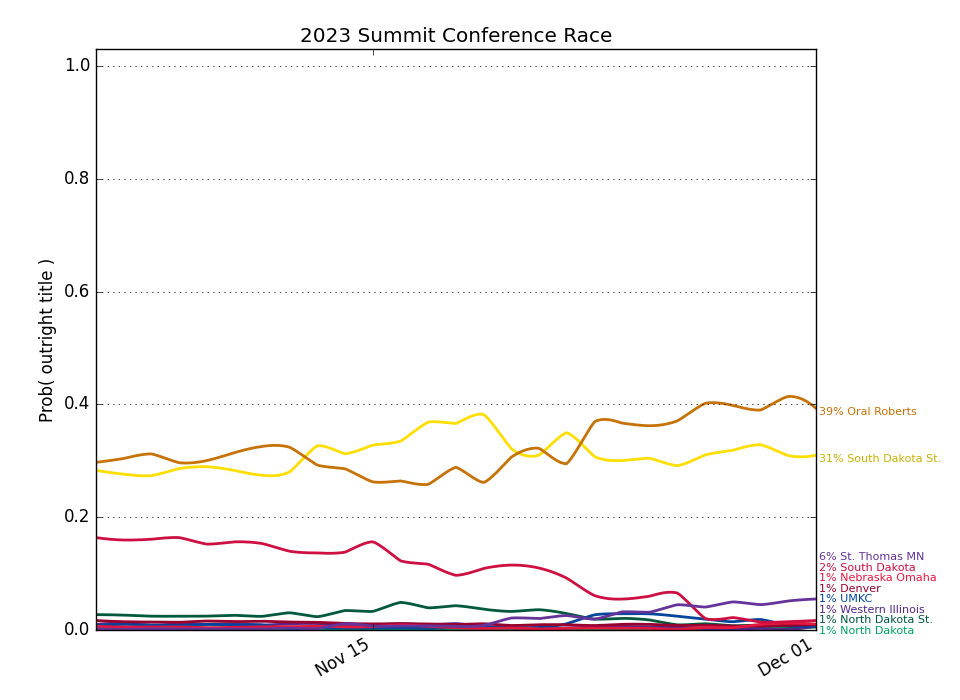 2023 Summit Conference Race
Prob( outright title )
1.0
0.8
0.6
0.4
0.2
0.0
Nov 15
Dec 01
39% Oral Roberts
31% South Dakota St.
6% St. Thomas MN
2% South Dakota
1% Nebraska Omaha
1% Denver
1% UMKC
1% Western Illinois
1% North Dakota St.
1% North Dakota